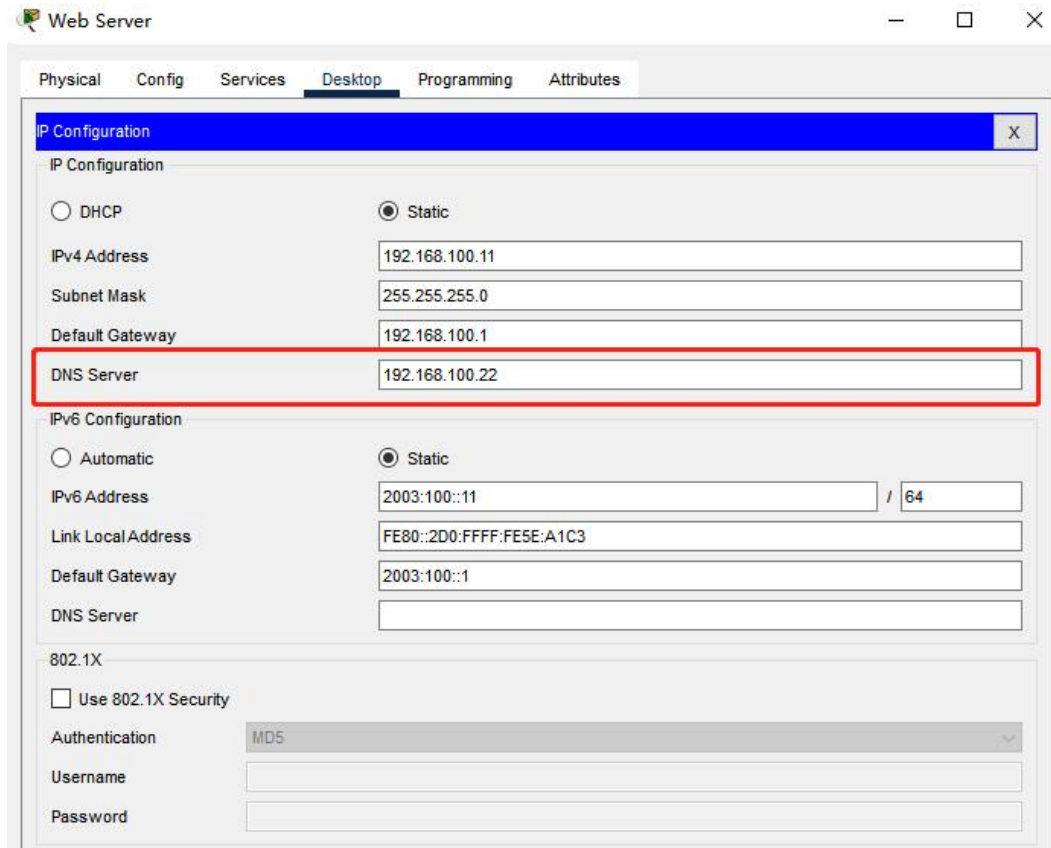 Web Server
Physical Config Services Desktop Programming Attributes
IP Configuration X
IP Configuration
DHCP Static
IPv4 Address 192.168.100.11
Subnet Mask 255.255.255.0
Default Gateway 192.168.100.1
DNS Server 192.168.100.22
IPv6 Configuration
Automatic Static
IPv6 Address 2003:100::11 / 64
Link Local Address FE80::2D0:FFFF:FE5E:A1C3
Default Gateway 2003:100::1
DNS Server
802.1X
Use 802.1X Security
Authentication MD5
Username
Password